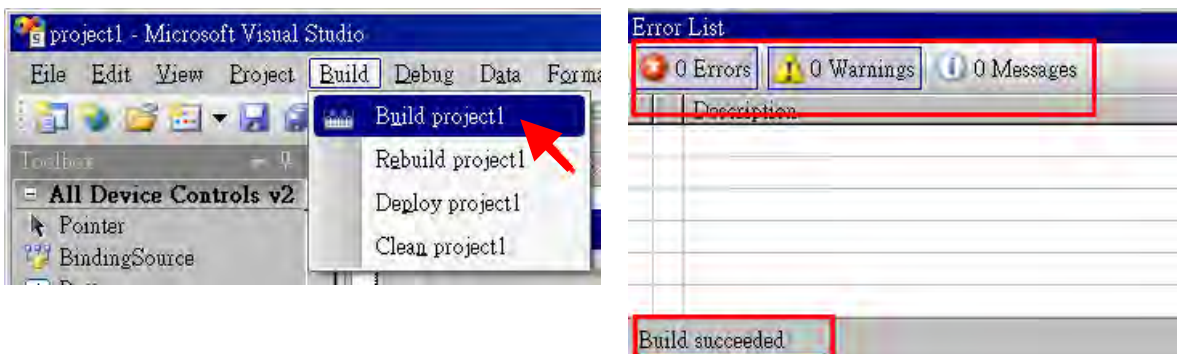 project1 - Microsoft Visual Studio
File Edit View Project Build Debug Data Forma
Build project1
Toolbox
Rebuild project1
All Device Controls v2
Deploy project1
Pointer
Clean project1
BindingSource
Error List
0 Errors 0 Warnings 0 Messages
Description
Build succeeded